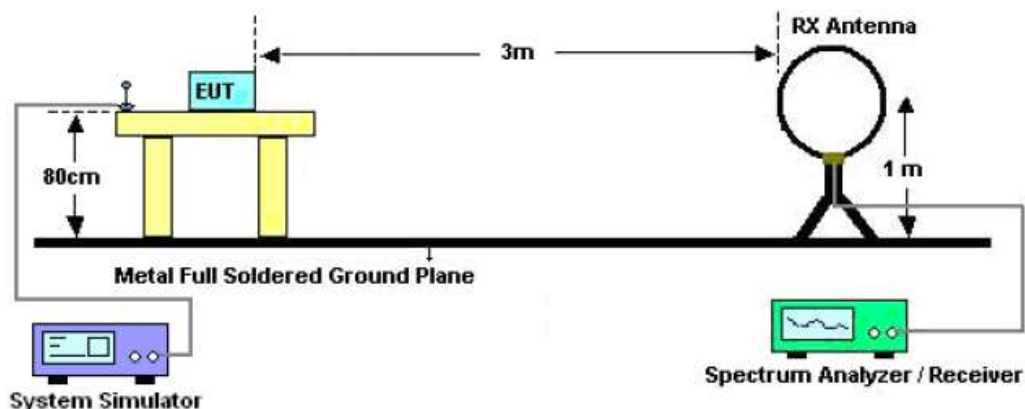 RX Antenna
3m
EUT
80cm
1 m
Metal Full Soldered Ground Plane
System Simulator
Spectrum Analyzer / Receiver